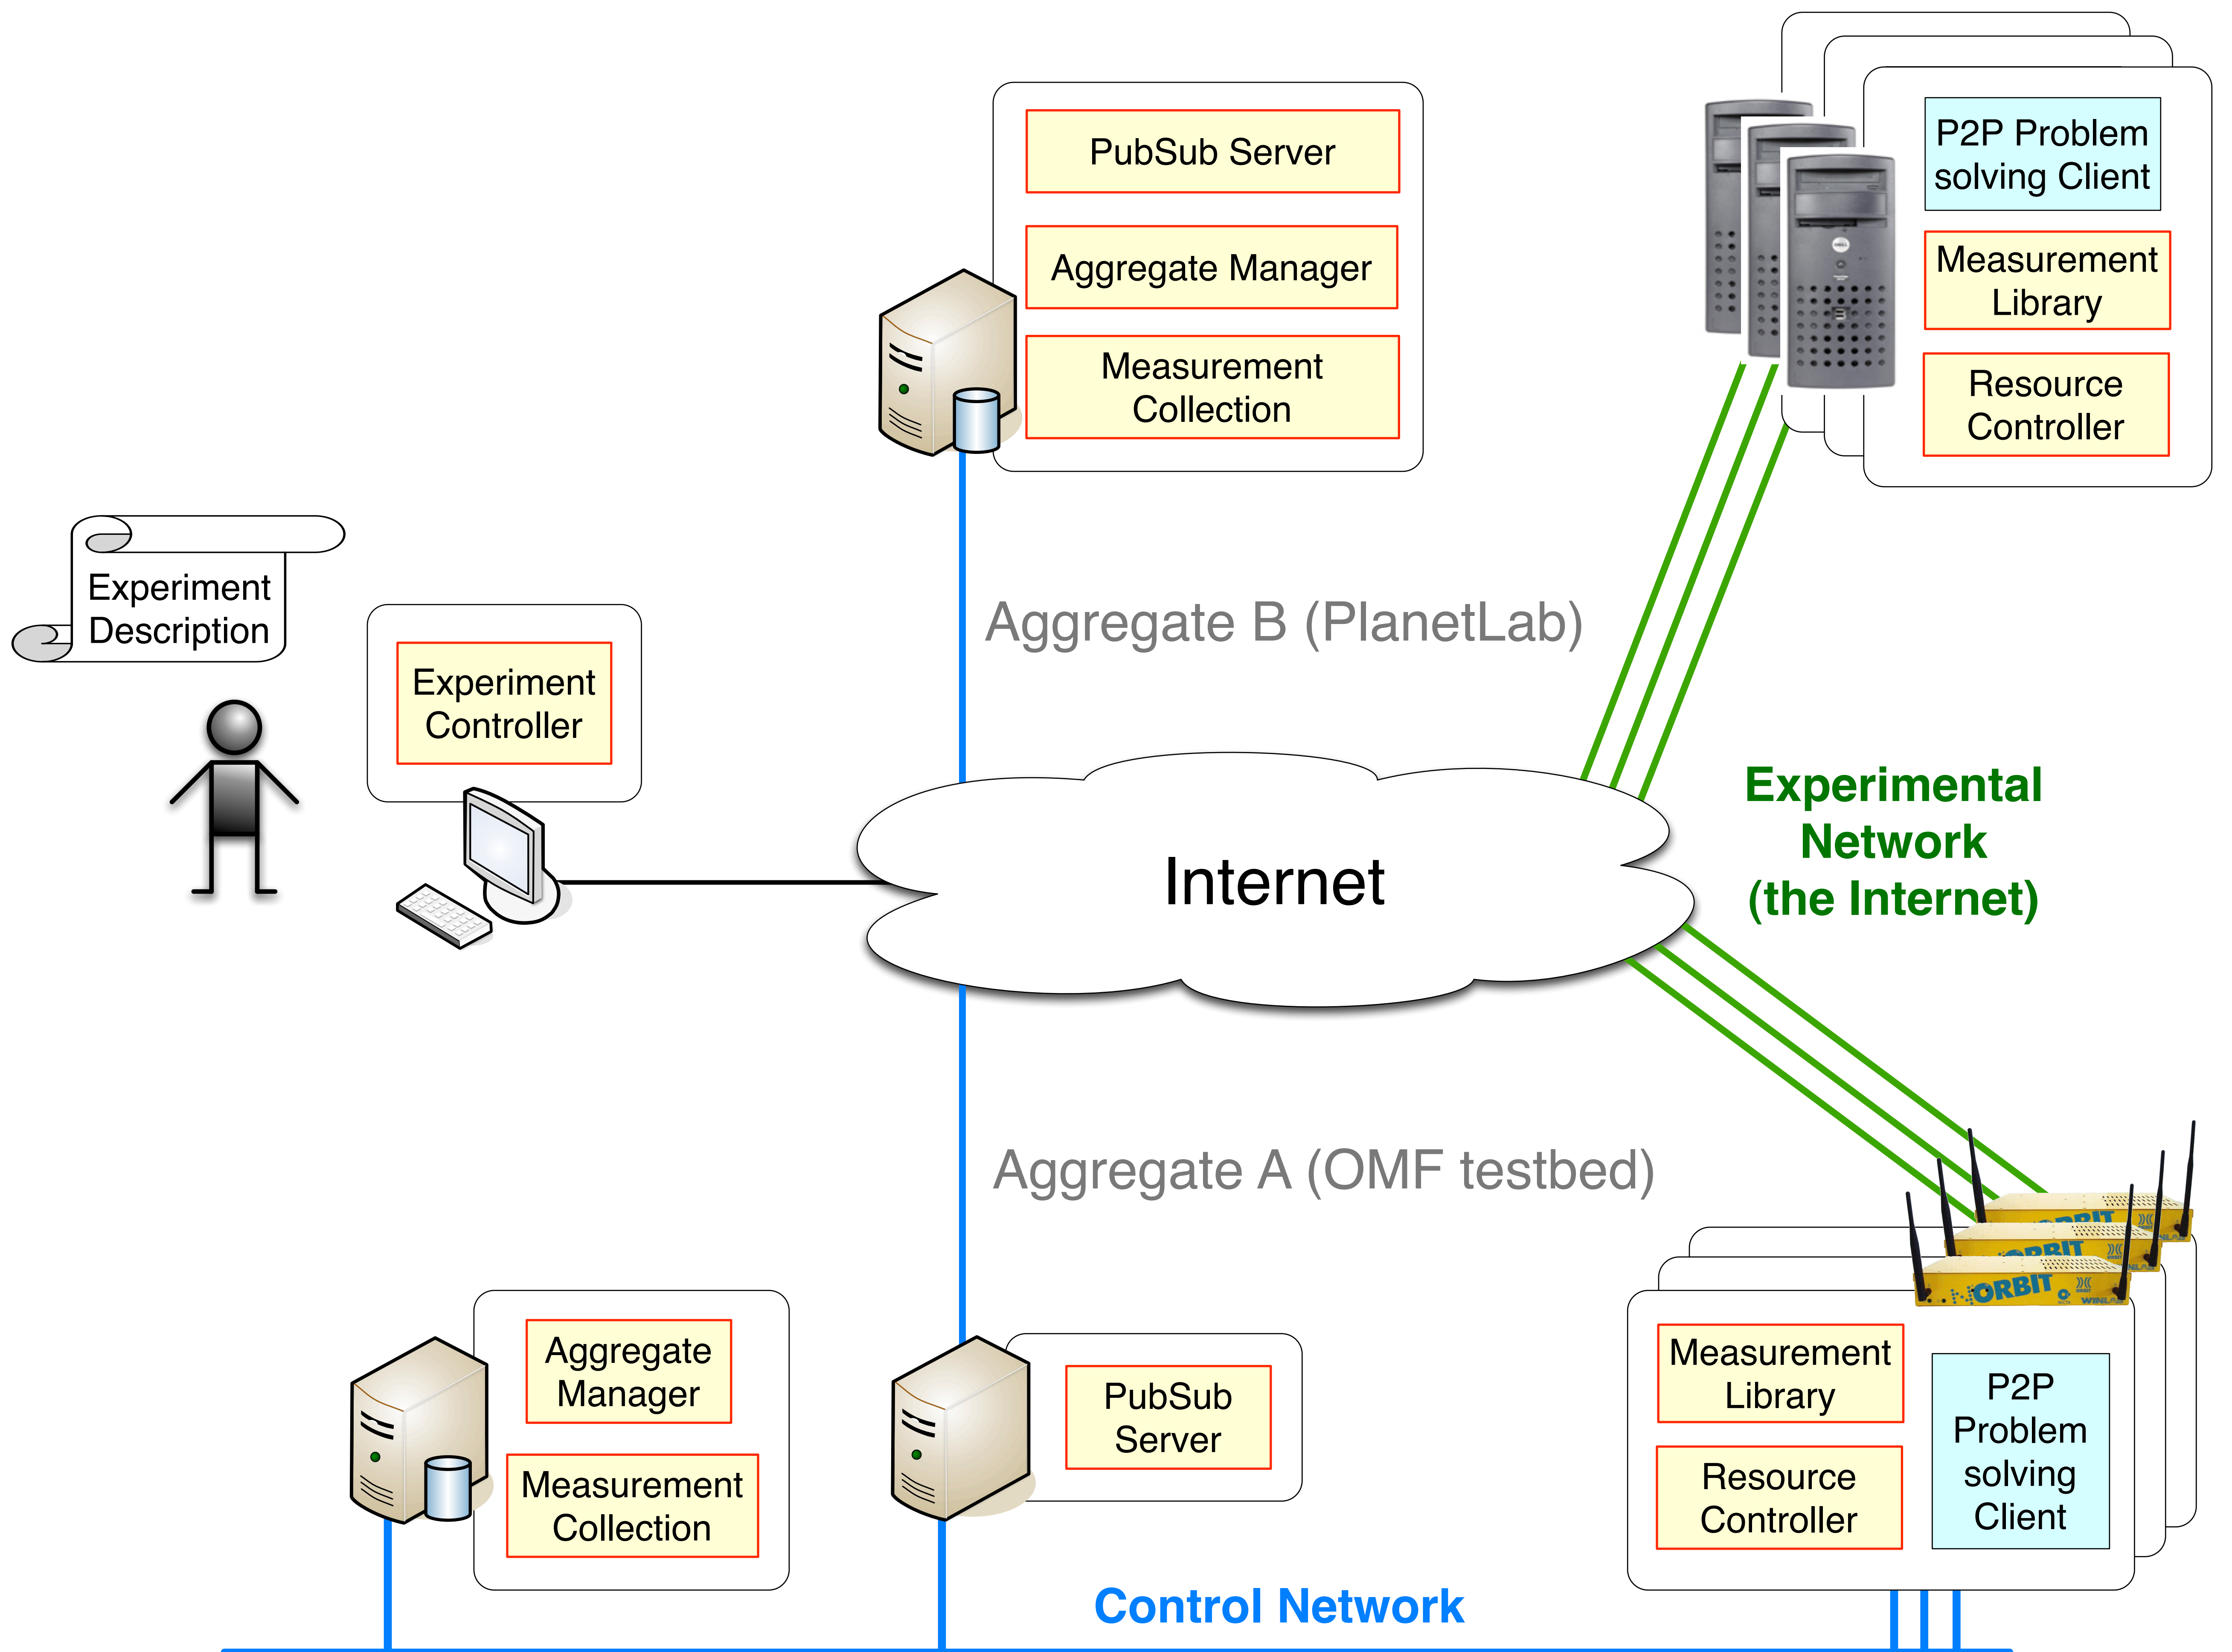 PubSub Server
Aggregate Manager
Measurement
Collection
P2P Problem
solving Client
Measurement
Library
Resource
Controller
Experiment
Description
Experiment
Controller
Aggregate B (PlanetLab)
Internet
Experimental
Network
(the Internet)
Aggregate A (OMF testbed)
Aggregate
Manager
Measurement
Collection
PubSub
Server
ORBIT
WINLAB
Measurement
Library
Resource
Controller
P2P
Problem
solving
Client
Control Network